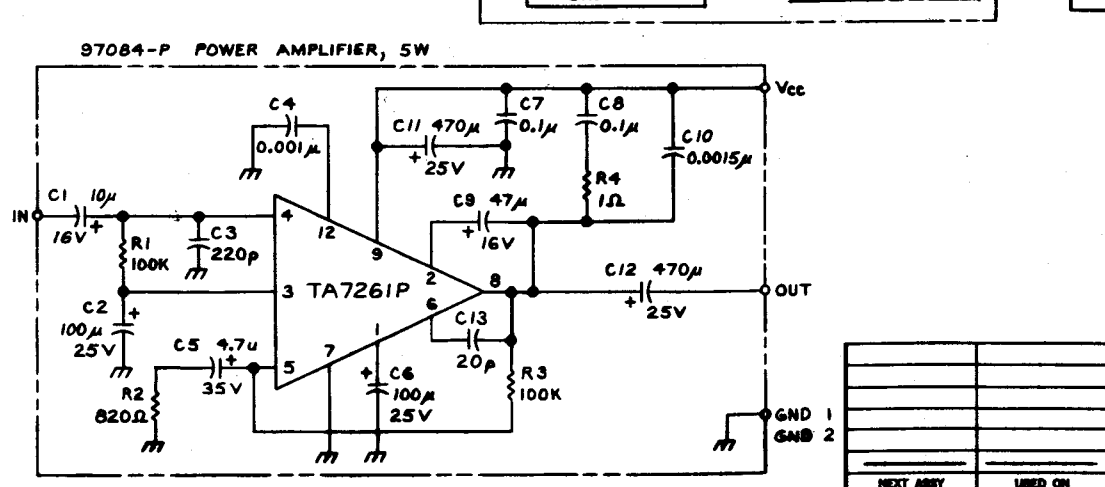 97084-P POWER AMPLIFIER, 5W
Vcc
C4
0.001μ
C11 470μ
+ 25V
C7
0.1μ
C8
0.1μ
C10
0.0015μ
R4
1Ω
C1 10μ
IN
16V +
4
12
9
C9 47μ
+ 16V
R1
100K
C3
220p
2
8
3
TA7261P
6
C12 470μ
+ 25V
OUT
C2 +
100μ
25V
C5 4.7u
+
35V
5
7
1
C13
20p
+ C6
100μ
25V
R3
100K
R2
820Ω
GND 1
GND 2
NEXT ASSY
USED ON